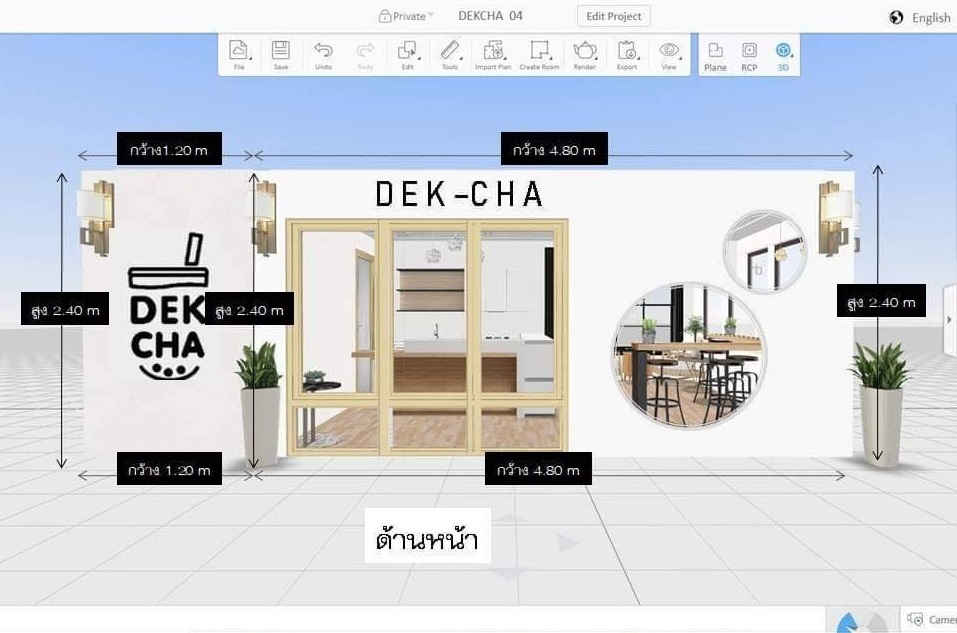 Private
DEKCHA 04
Edit Project
English
File
Save
Undo
Redo
Edit
Tools
Import Plan
Create Room
Render
Export
View
Plane
RCP
3D
กว้าง1.20 m
กว้าง 4.80 m
DEK-CHA
สูง 2.40 m
DEK
CHA
สูง 2.40 m
สูง 2.40 m
กว้าง 1.20 m
กว้าง 4.80 m
ด้านหน้า